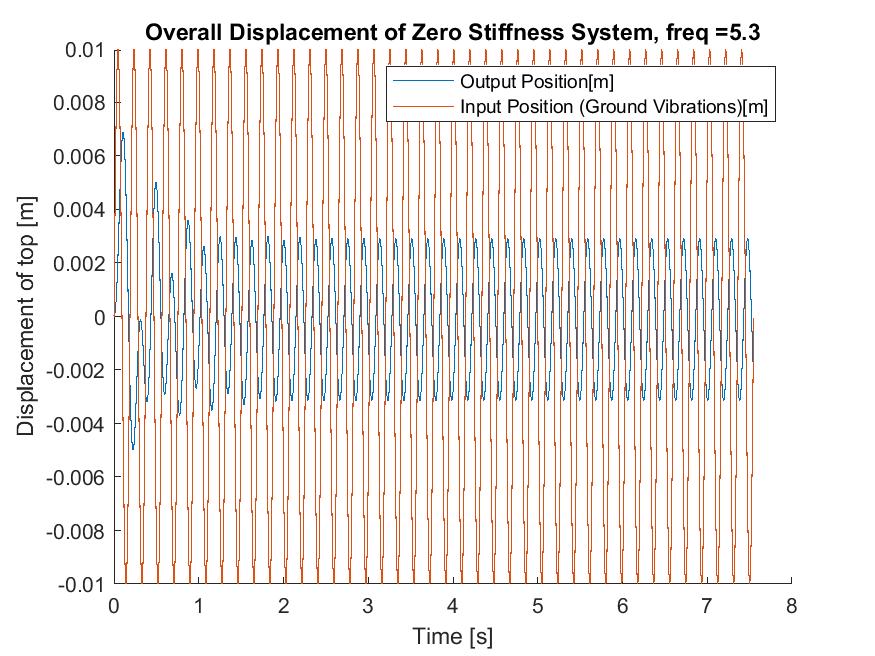 Overall Displacement of Zero Stiffness System, freq =5.3
0.01
0.008
0.006
0.004
0.002
0
-0.002
-0.004
-0.006
-0.008
-0.01
Displacement of top [m]
Output Position[m]
Input Position (Ground Vibrations)[m]
0 1 2 3 4 5 6 7 8
Time [s]